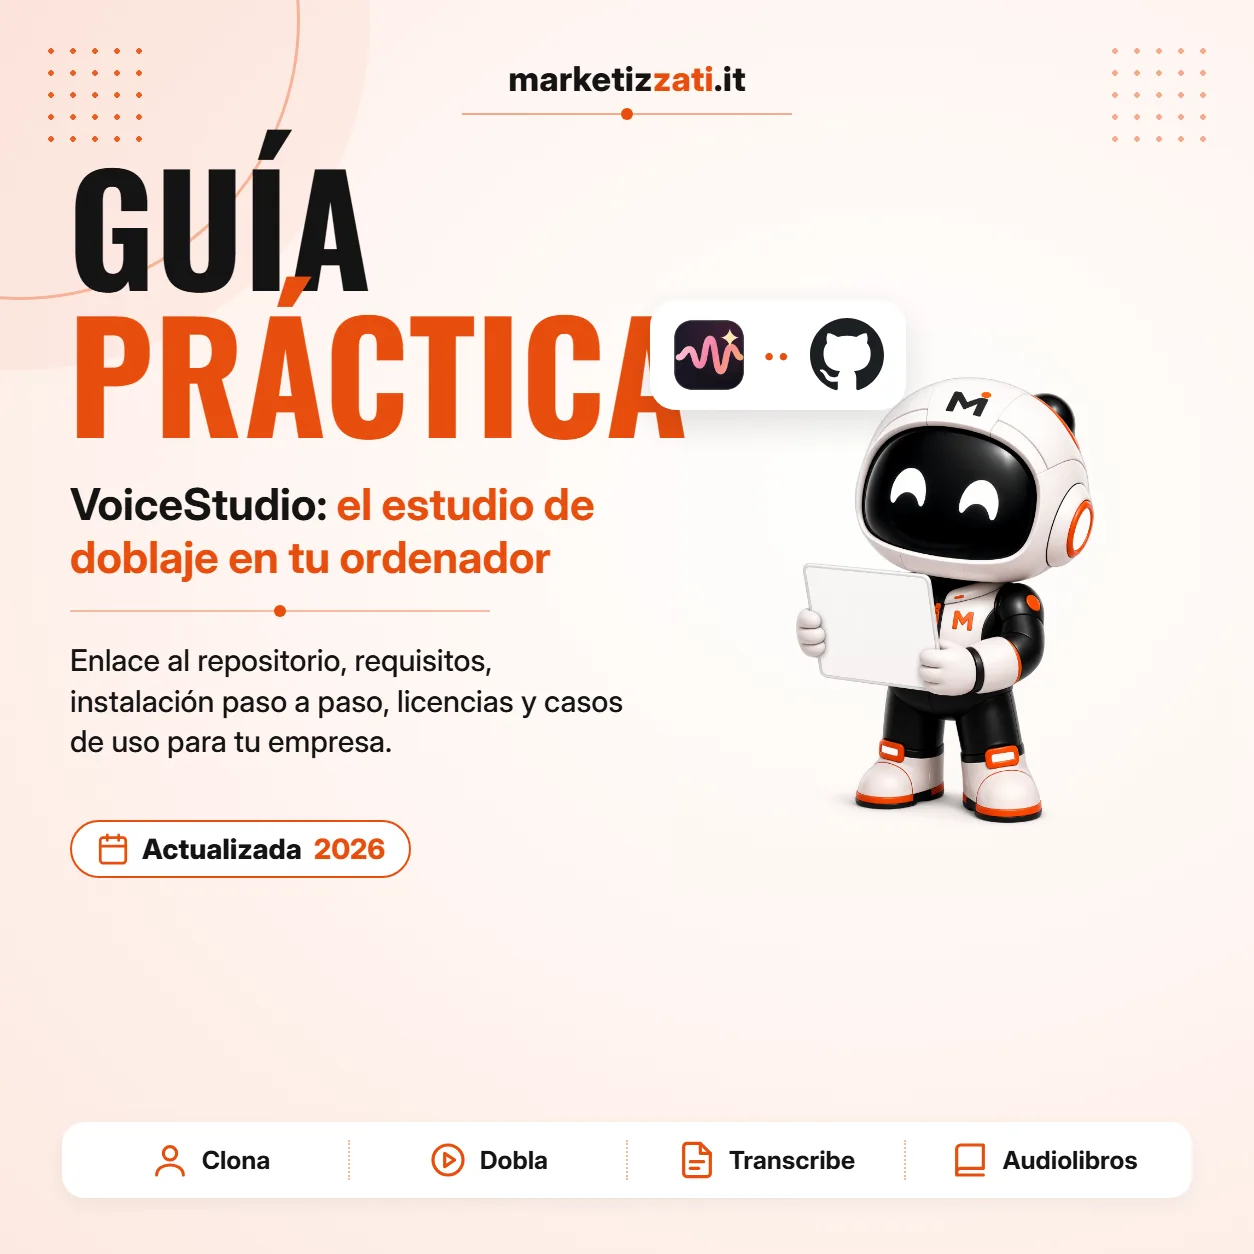 marketizzati.it
GUÍA
PRÁCTICA
VoiceStudio: el estudio de
doblaje en tu ordenador
Enlace al repositorio, requisitos,
instalación paso a paso, licencias y casos
de uso para tu empresa.
Actualizada 2026
M
M
Clona
Dobla
Transcribe
Audiolibros